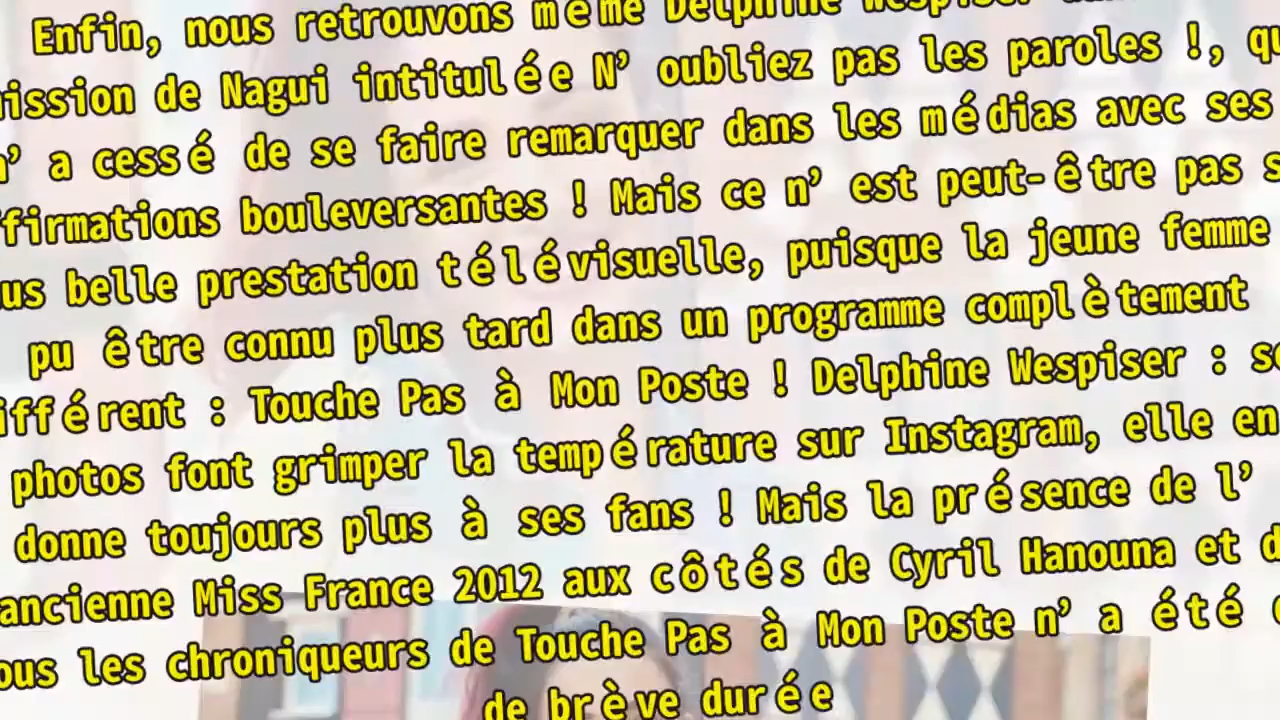 Enfin, nous retrouvons même Delphine Wespiser
mission de Nagui intitulée N' oubliez pas les paroles !, qu
n' a cessé de se faire remarquer dans les médias avec ses
ffirmations bouleversantes ! Mais ce n' est peut-être pas s
us belle prestation télévisuelle, puisque la jeune femme
pu être connu plus tard dans un programme complètement
ifférent : Touche Pas à Mon Poste ! Delphine Wespiser : se
photos font grimper la température sur Instagram, elle en
donne toujours plus à ses fans ! Mais la présence de l'
ancienne Miss France 2012 aux côtés de Cyril Hanouna et d
ous les chroniqueurs de Touche Pas à Mon Poste n' a été
de brève durée